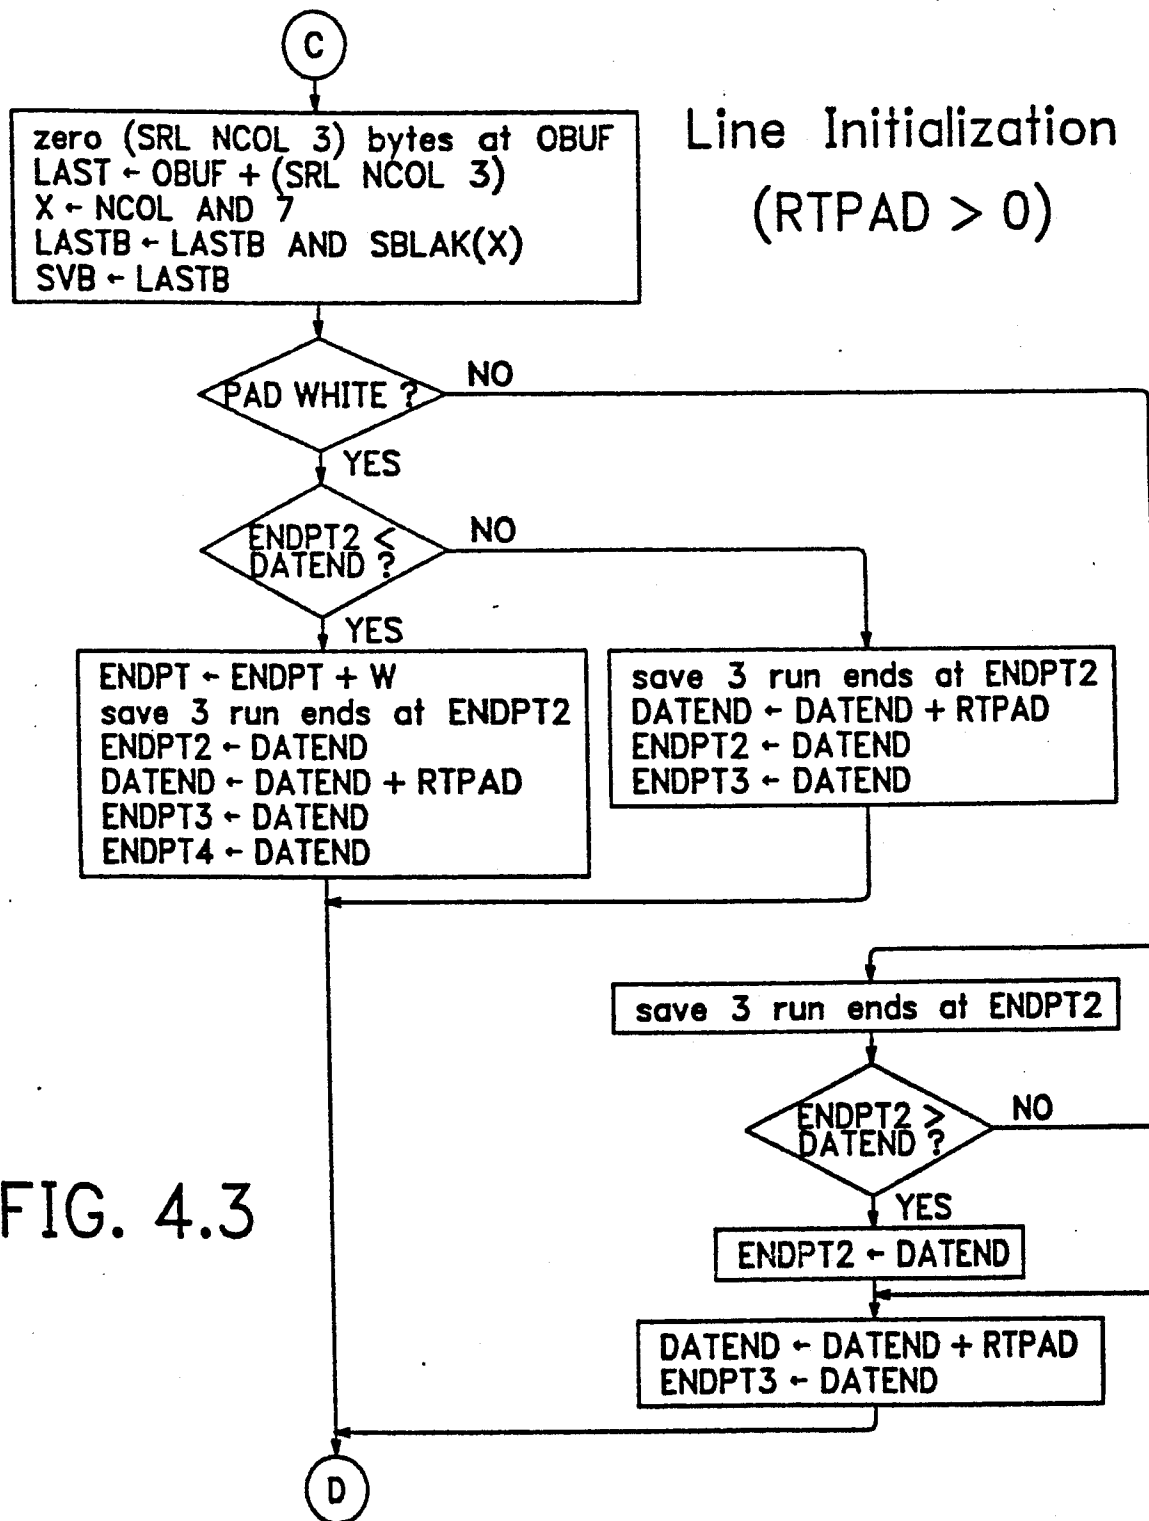 C
Line Initialization
(RTPAD > 0)
zero (SRL NCOL 3) bytes at OBUF
LAST ← OBUF + (SRL NCOL 3)
X ← NCOL AND 7
LASTB ← LASTB AND SBLAK(X)
SVB ← LASTB
PAD WHITE ?
NO
YES
ENDPT2 <
DATEND ?
NO
YES
ENDPT ← ENDPT + W
save 3 run ends at ENDPT2
ENDPT2 ← DATEND
DATEND ← DATEND + RTPAD
ENDPT3 ← DATEND
ENDPT4 ← DATEND
save 3 run ends at ENDPT2
DATEND ← DATEND + RTPAD
ENDPT2 ← DATEND
ENDPT3 ← DATEND
save 3 run ends at ENDPT2
ENDPT2 >
DATEND ?
NO
YES
ENDPT2 ← DATEND
DATEND ← DATEND + RTPAD
ENDPT3 ← DATEND
FIG. 4.3
D